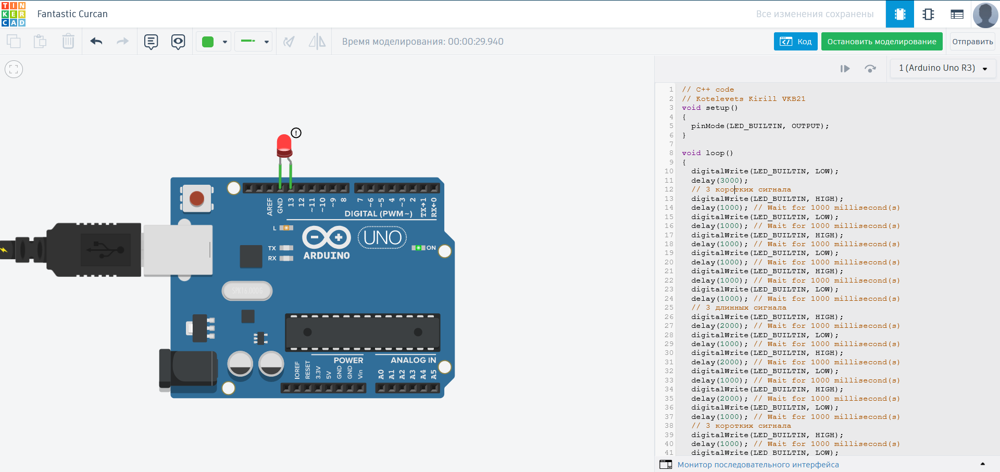 TIN
KER
CAD
Fantastic Curcan
Все изменения сохранены
Время моделирования: 00:00:29.940
Код
Остановить моделирование
Отправить
1 (Arduino Uno R3)
AREF
GND
13
12
~11
~10
~9
8
7
~6
~5
4
~3
2
TX→1
RX←0
DIGITAL (PWM~)
L
TX
RX
ARDUINO
UNO
ON
SPK16.000G
POWER
ANALOG IN
IOREF
RESET
3.3V
5V
GND
GND
Vin
A0
A1
A2
A3
A4
A5
1 // C++ code
2 // Kotelevets Kirill VKB21
3 void setup()
4 {
5 pinMode(LED_BUILTIN, OUTPUT);
6 }
7
8 void loop()
9 {
10 digitalWrite(LED_BUILTIN, LOW);
11 delay(3000);
12 // 3 коротких сигнала
13 digitalWrite(LED_BUILTIN, HIGH);
14 delay(1000); // Wait for 1000 millisecond(s)
15 digitalWrite(LED_BUILTIN, LOW);
16 delay(1000); // Wait for 1000 millisecond(s)
17 digitalWrite(LED_BUILTIN, HIGH);
18 delay(1000); // Wait for 1000 millisecond(s)
19 digitalWrite(LED_BUILTIN, LOW);
20 delay(1000); // Wait for 1000 millisecond(s)
21 digitalWrite(LED_BUILTIN, HIGH);
22 delay(1000); // Wait for 1000 millisecond(s)
23 digitalWrite(LED_BUILTIN, LOW);
24 delay(1000); // Wait for 1000 millisecond(s)
25 // 3 длинных сигнала
26 digitalWrite(LED_BUILTIN, HIGH);
27 delay(2000); // Wait for 1000 millisecond(s)
28 digitalWrite(LED_BUILTIN, LOW);
29 delay(1000); // Wait for 1000 millisecond(s)
30 digitalWrite(LED_BUILTIN, HIGH);
31 delay(2000); // Wait for 1000 millisecond(s)
32 digitalWrite(LED_BUILTIN, LOW);
33 delay(1000); // Wait for 1000 millisecond(s)
34 digitalWrite(LED_BUILTIN, HIGH);
35 delay(2000); // Wait for 1000 millisecond(s)
36 digitalWrite(LED_BUILTIN, LOW);
37 delay(1000); // Wait for 1000 millisecond(s)
38 // 3 коротких сигнала
39 digitalWrite(LED_BUILTIN, HIGH);
40 delay(1000); // Wait for 1000 millisecond(s)
41 digitalWrite(LED_BUILTIN, LOW);
Монитор последовательного интерфейса